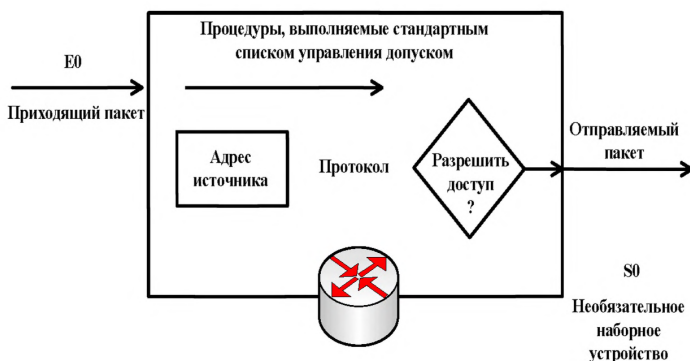 Процедуры, выполняемые стандартным
списком управления допуском
E0
Приходящий пакет
Адрес
источника
Протокол
Разрешить
доступ
?
Отправляемый
пакет
S0
Необязательное
наборное
устройство